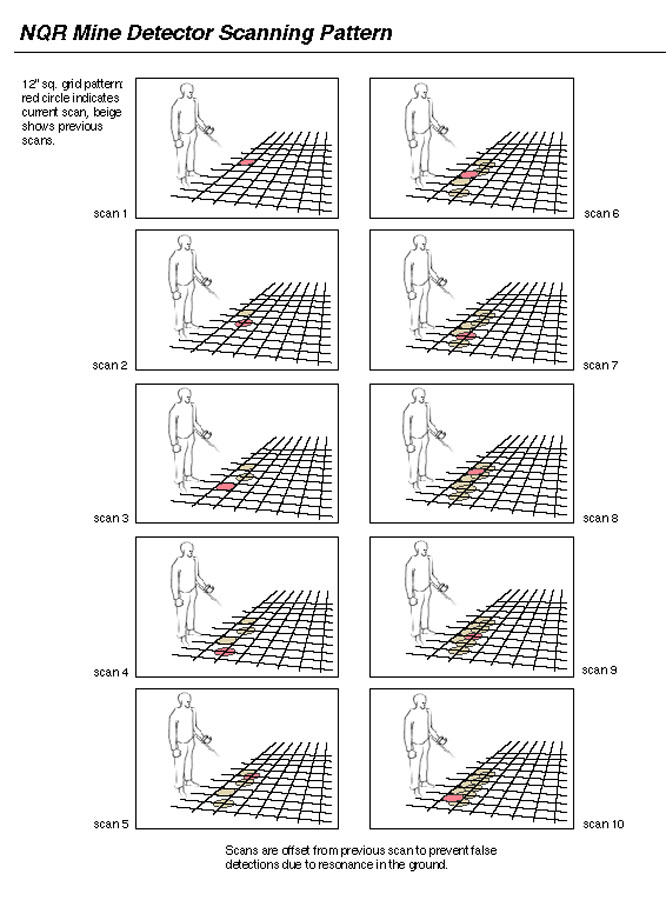 NQR Mine Detector Scanning Pattern
12" sq. grid pattern:
red circle indicates
current scan, beige
shows previous
scans.
scan 1
scan 6
scan 2
scan 7
scan 3
scan 8
scan 4
scan 9
scan 5
scan 10
Scans are offset from previous scan to prevent false
detections due to resonance in the ground.